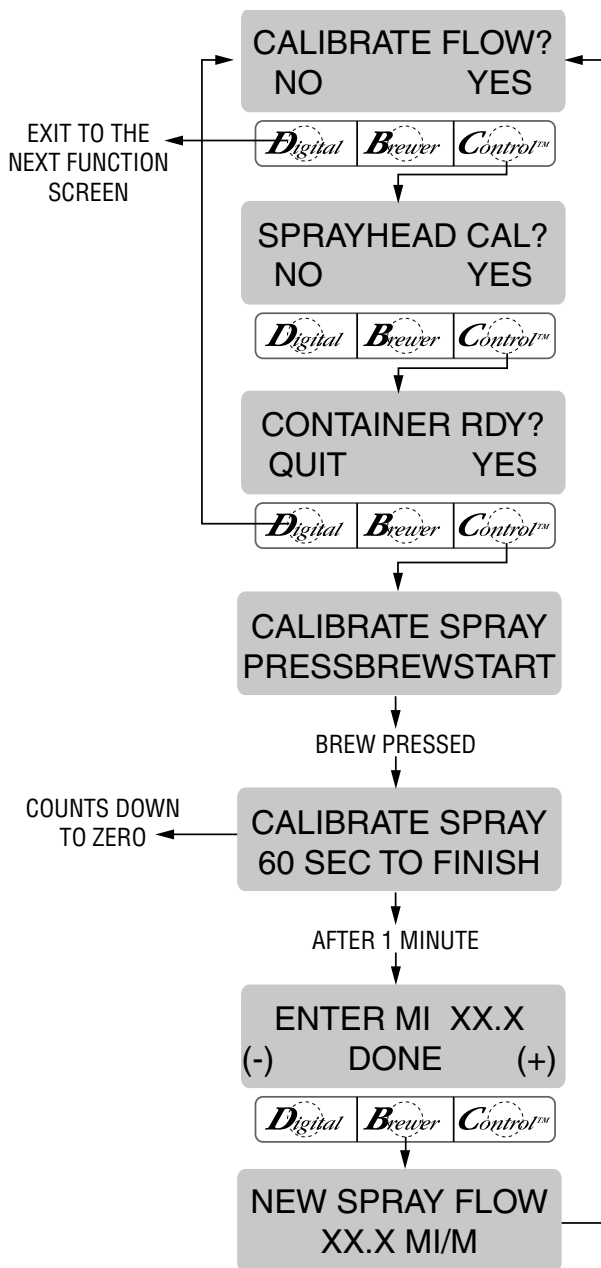 CALIBRATE FLOW?
NO YES
EXIT TO THE
NEXT FUNCTION
SCREEN
Digital Brewer Control™
SPRAYHEAD CAL?
NO YES
Digital Brewer Control™
CONTAINER RDY?
QUIT YES
Digital Brewer Control™
CALIBRATE SPRAY
PRESSBREWSTART
BREW PRESSED
COUNTS DOWN
TO ZERO
CALIBRATE SPRAY
60 SEC TO FINISH
AFTER 1 MINUTE
ENTER MI XX.X
(-) DONE (+)
Digital Brewer Control™
NEW SPRAY FLOW
XX.X MI/M